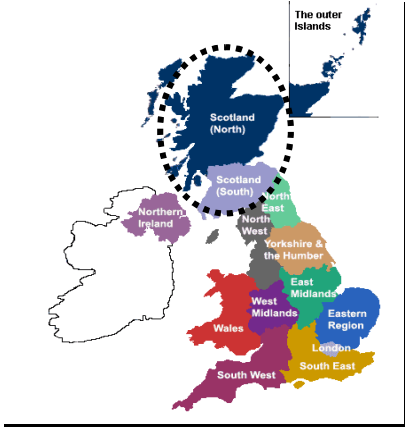 The outer
Islands
Scotland
(North)
Scotland
(South)
North
East
Northern
Ireland
North
West
Yorkshire &
the Humber
East
Midlands
West
Midlands
Eastern
Region
Wales
London
South East
South West